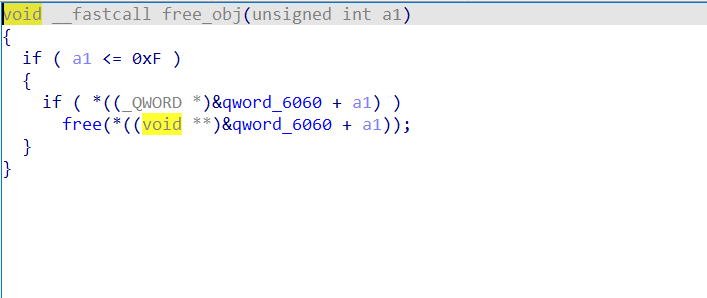 void __fastcall free_obj(unsigned int a1)
{
  if ( a1 <= 0xF )
  {
    if ( *((_QWORD *)&qword_6060 + a1) )
      free(*((void **)&qword_6060 + a1));
  }
}